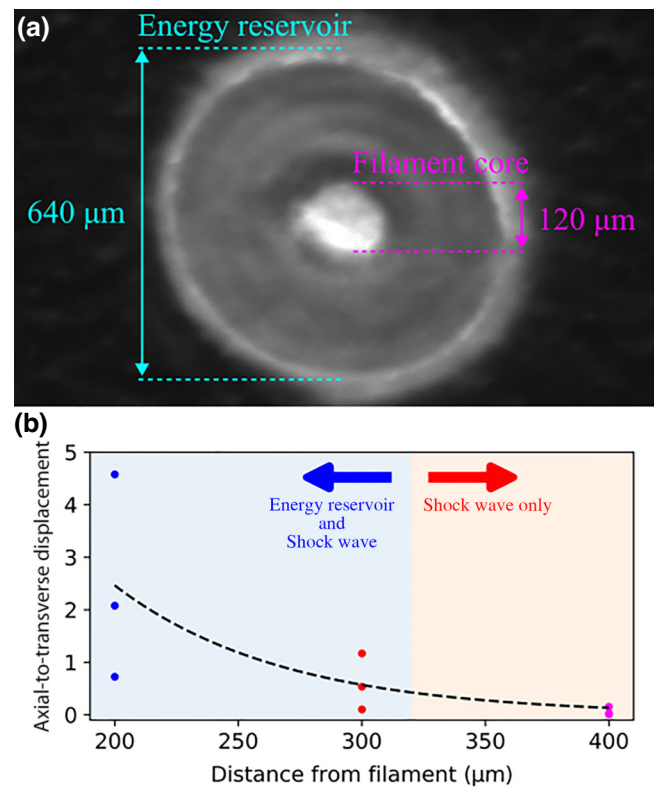 (a)
Energy reservoir
Filament core
640 μm
120 μm
(b)
Axial-to-transverse displacement
5
4
3
2
1
0
Energy reservoir
and
Shock wave
Shock wave only
200
250
300
350
400
Distance from filament (μm)